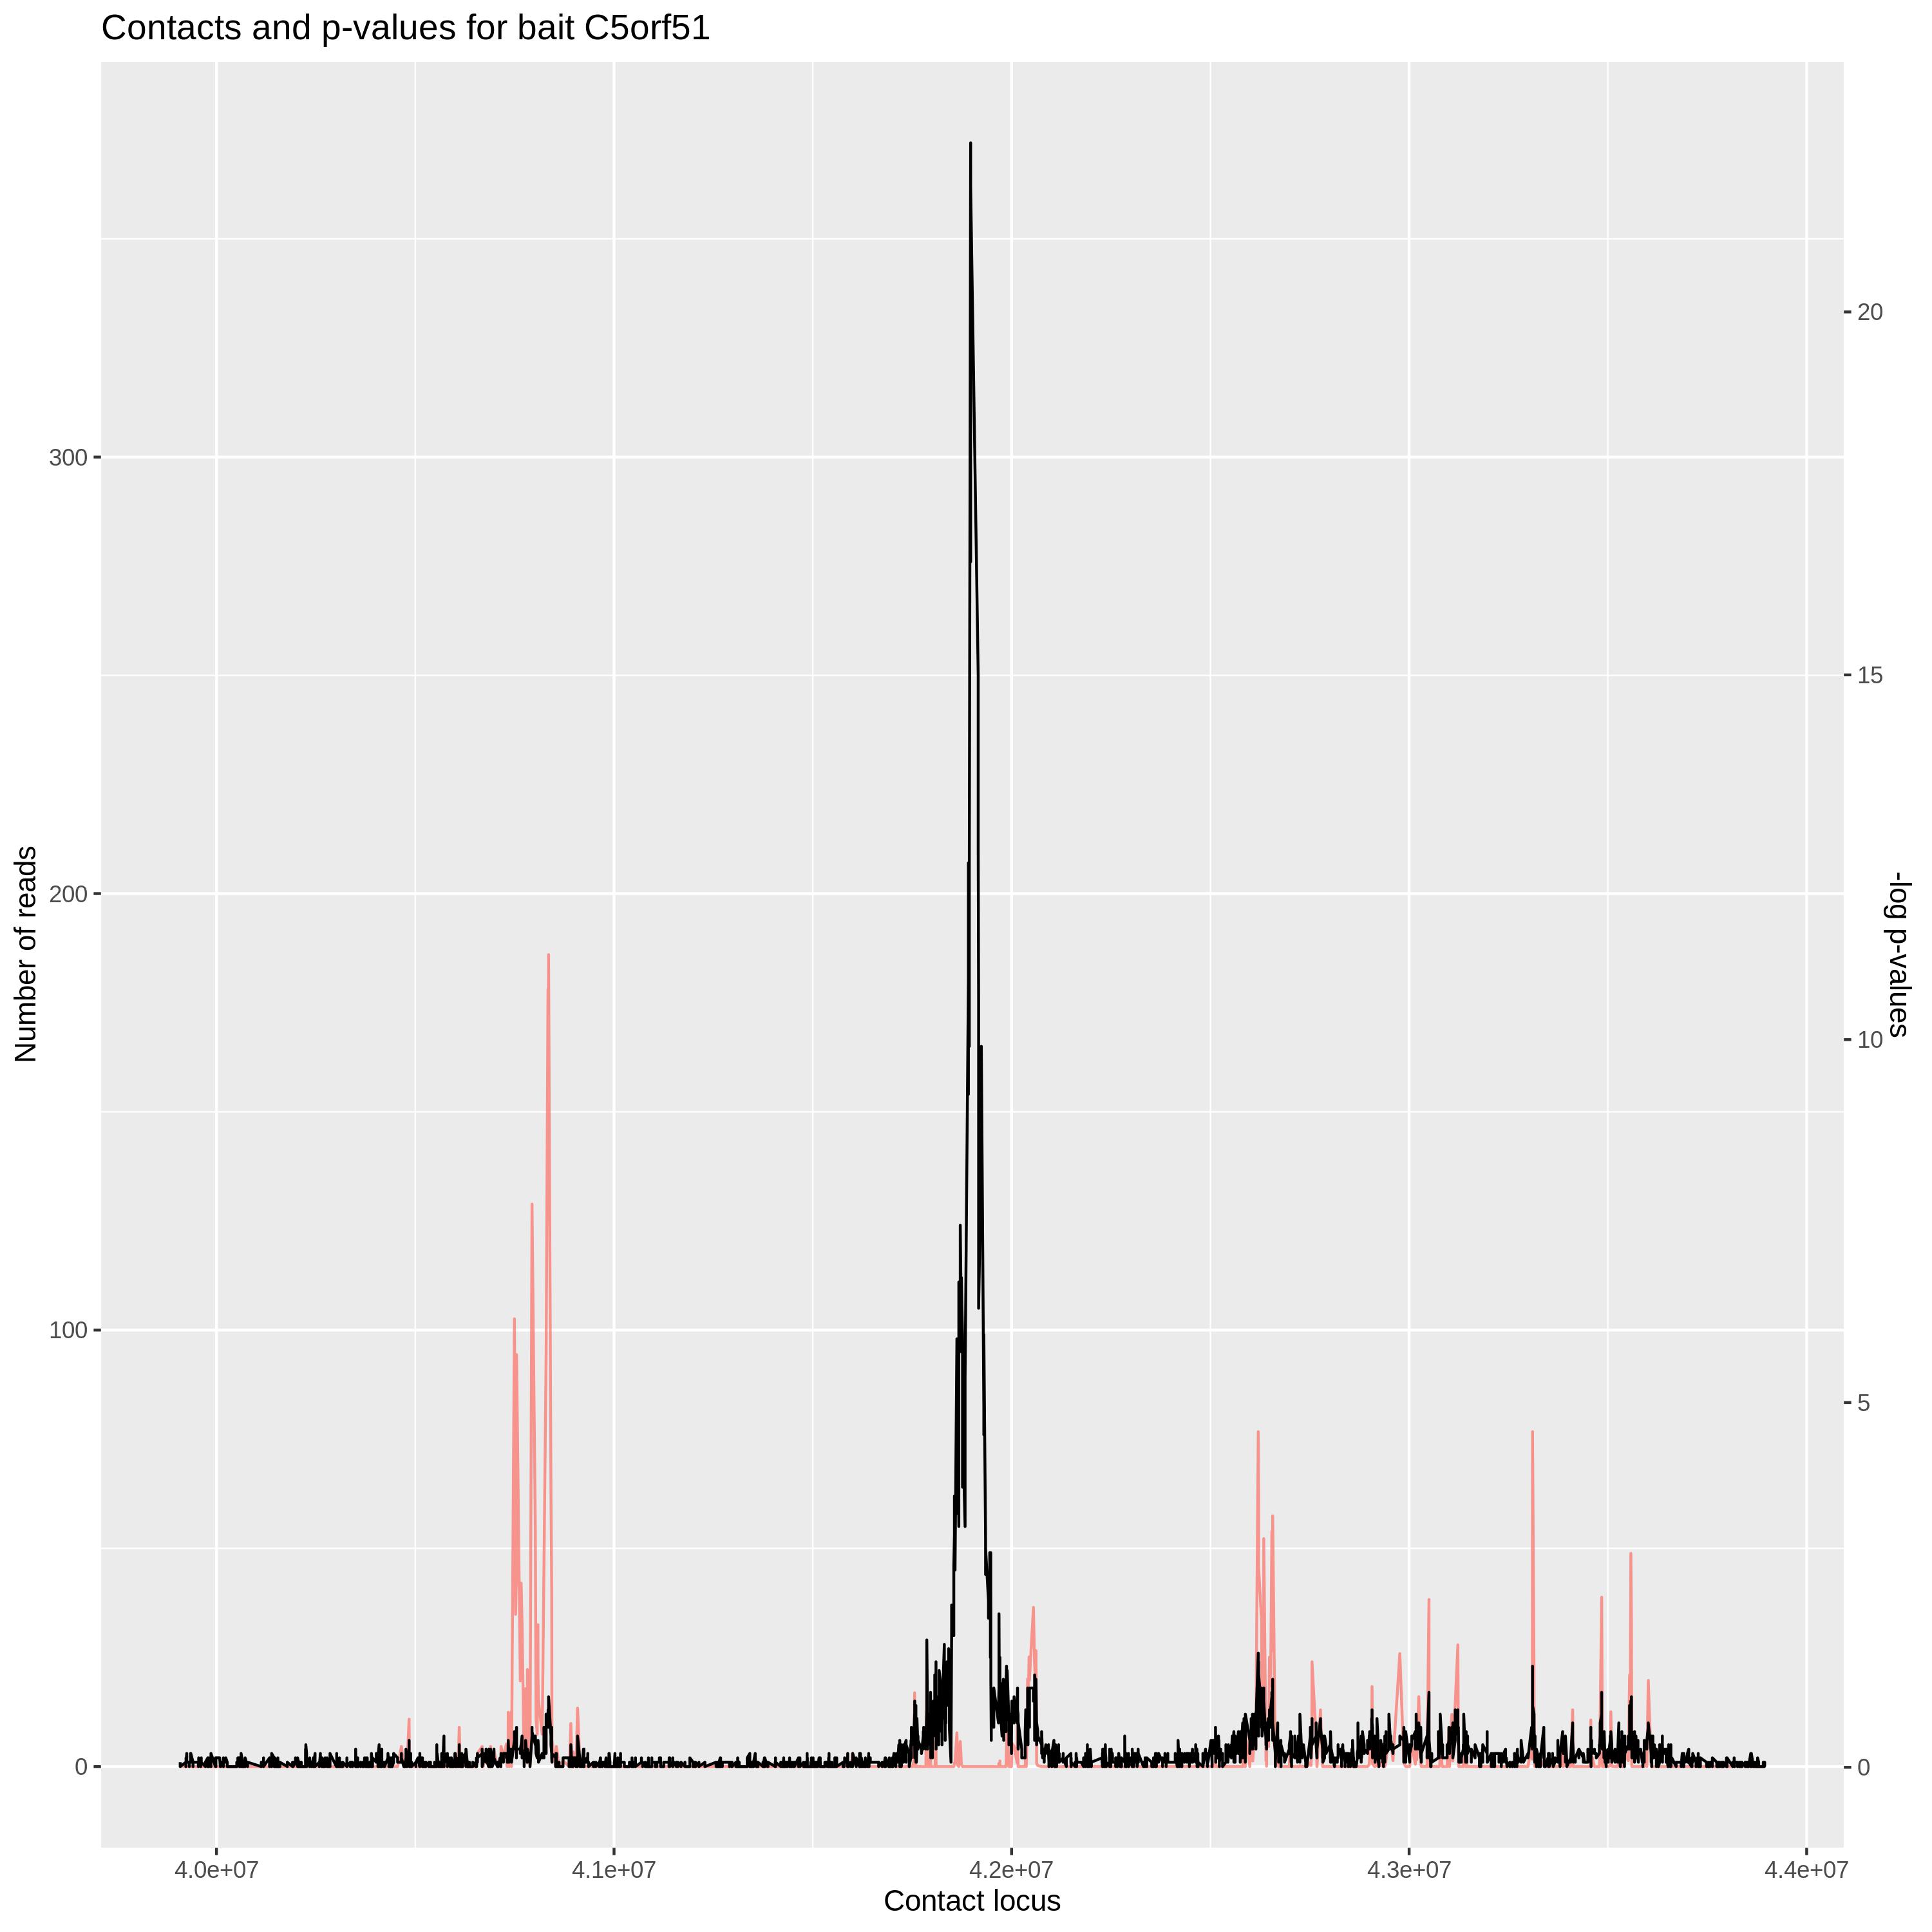 Contacts and p-values for bait C5orf51
Number of reads
300
200
100
0
20
15
10
5
0
-log p-values
4.0e+07 4.1e+07 4.2e+07 4.3e+07 4.4e+07
Contact locus